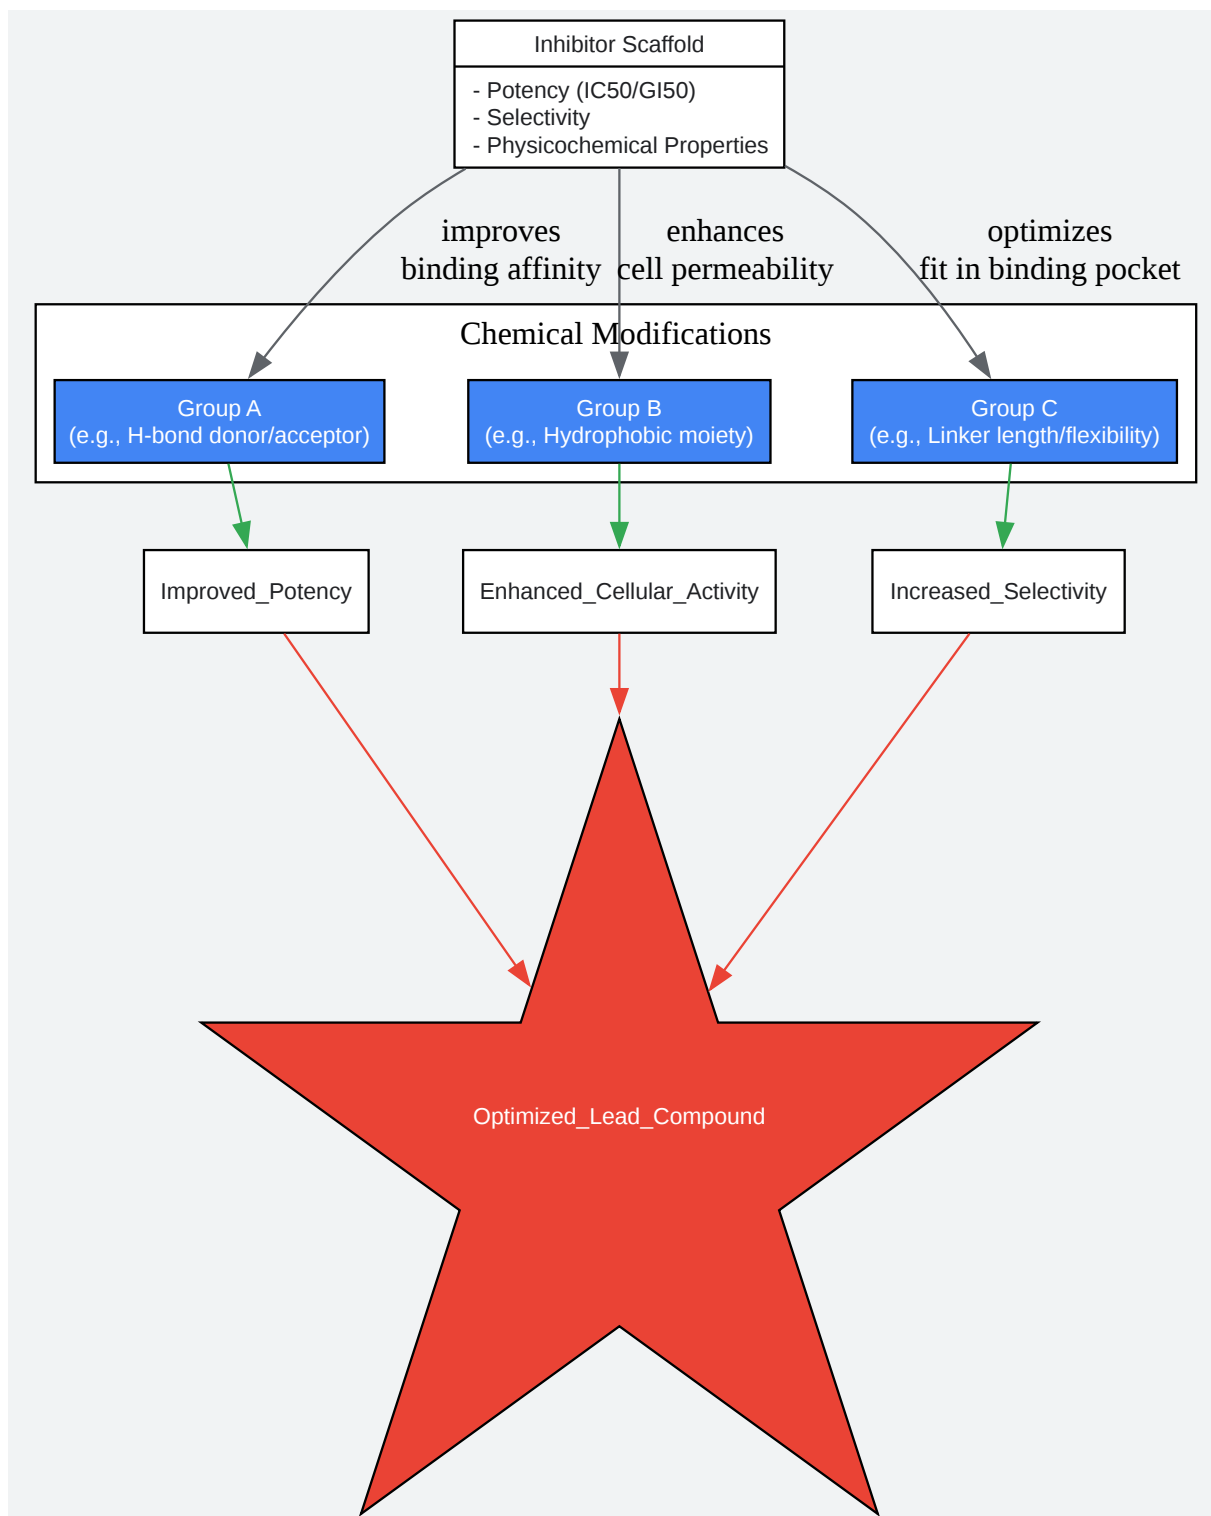 Inhibitor Scaffold
- Potency (IC50/GI50)
- Selectivity
- Physicochemical Properties
improves
binding affinity
enhances
cell permeability
optimizes
fit in binding pocket
Chemical Modifications
Group A
(e.g., H-bond donor/acceptor)
Group B
(e.g., Hydrophobic moiety)
Group C
(e.g., Linker length/flexibility)
Improved_Potency
Enhanced_Cellular_Activity
Increased_Selectivity
Optimized_Lead_Compound